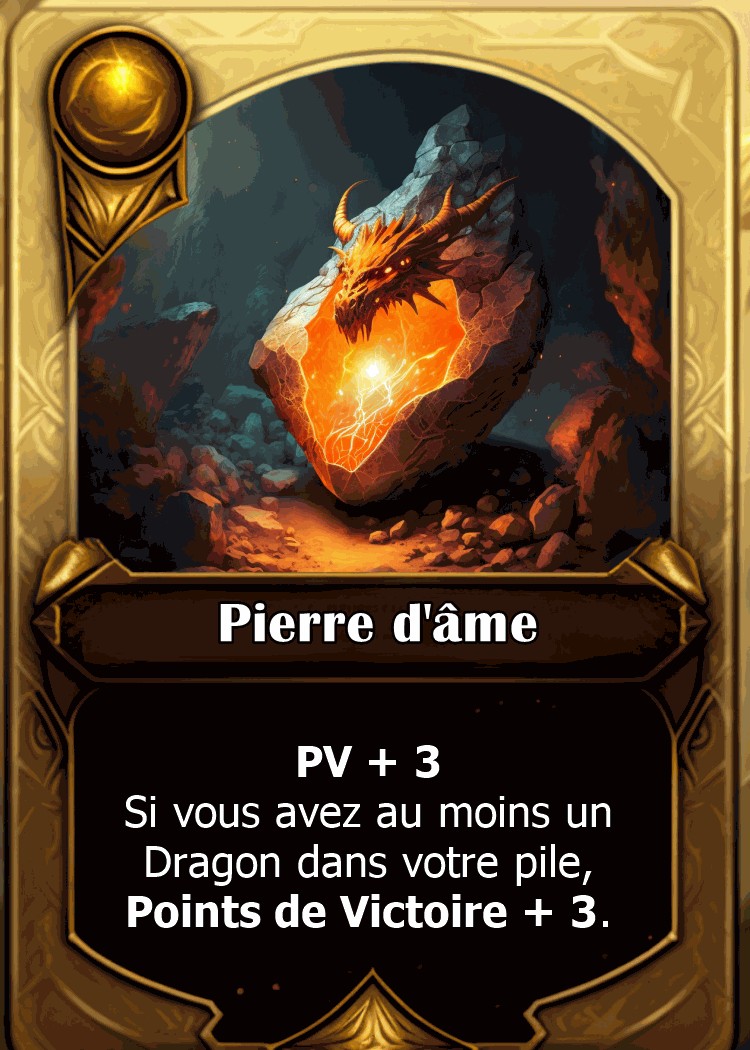 Pierre d'âme
PV + 3
Si vous avez au moins un
Dragon dans votre pile,
Points de Victoire + 3.